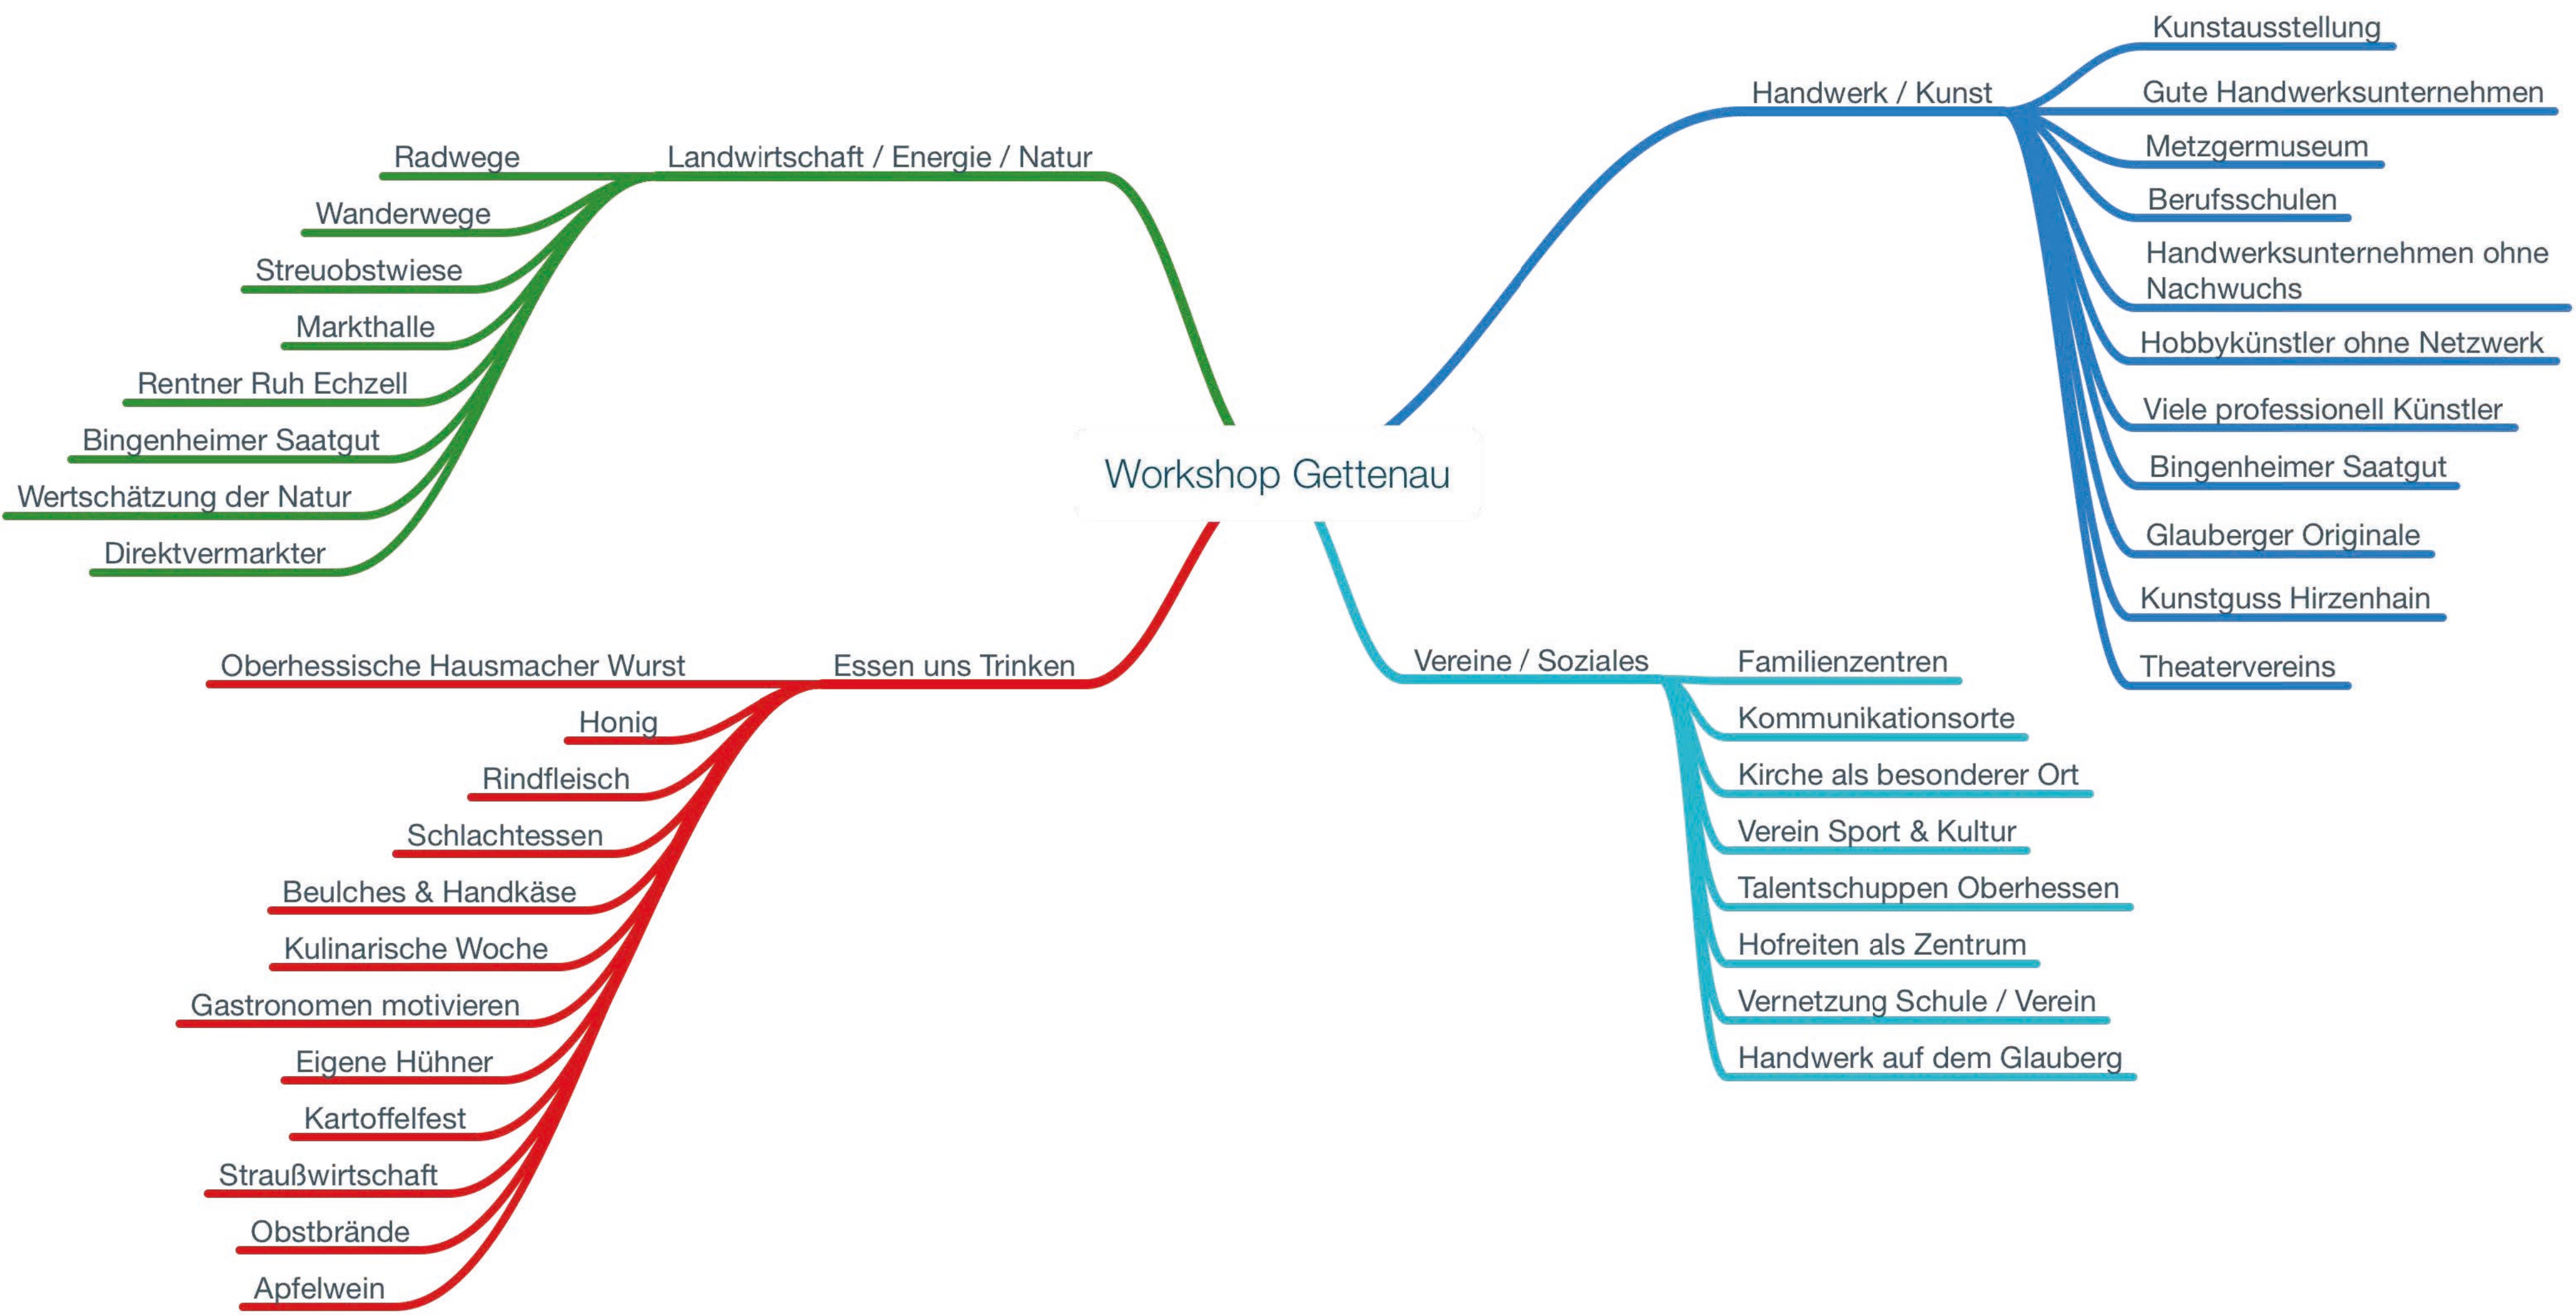 Workshop Gettenau
Handwerk / Kunst
Kunstausstellung
Gute Handwerksunternehmen
Metzgermuseum
Berufsschulen
Handwerksunternehmen ohne
Nachwuchs
Hobbykünstler ohne Netzwerk
Viele professionell Künstler
Bingenheimer Saatgut
Glauberger Originale
Kunstguss Hirzenhain
Theatervereins
Vereine / Soziales
Familienzentren
Kommunikationsorte
Kirche als besonderer Ort
Verein Sport & Kultur
Talentschuppen Oberhessen
Hofreiten als Zentrum
Vernetzung Schule / Verein
Handwerk auf dem Glauberg
Essen uns Trinken
Oberhessische Hausmacher Wurst
Honig
Rindfleisch
Schlachtessen
Beulches & Handkäse
Kulinarische Woche
Gastronomen motivieren
Eigene Hühner
Kartoffelfest
Straußwirtschaft
Obstbrände
Apfelwein
Landwirtschaft / Energie / Natur
Radwege
Wanderwege
Streuobstwiese
Markthalle
Rentner Ruh Echzell
Bingenheimer Saatgut
Wertschätzung der Natur
Direktvermarkter